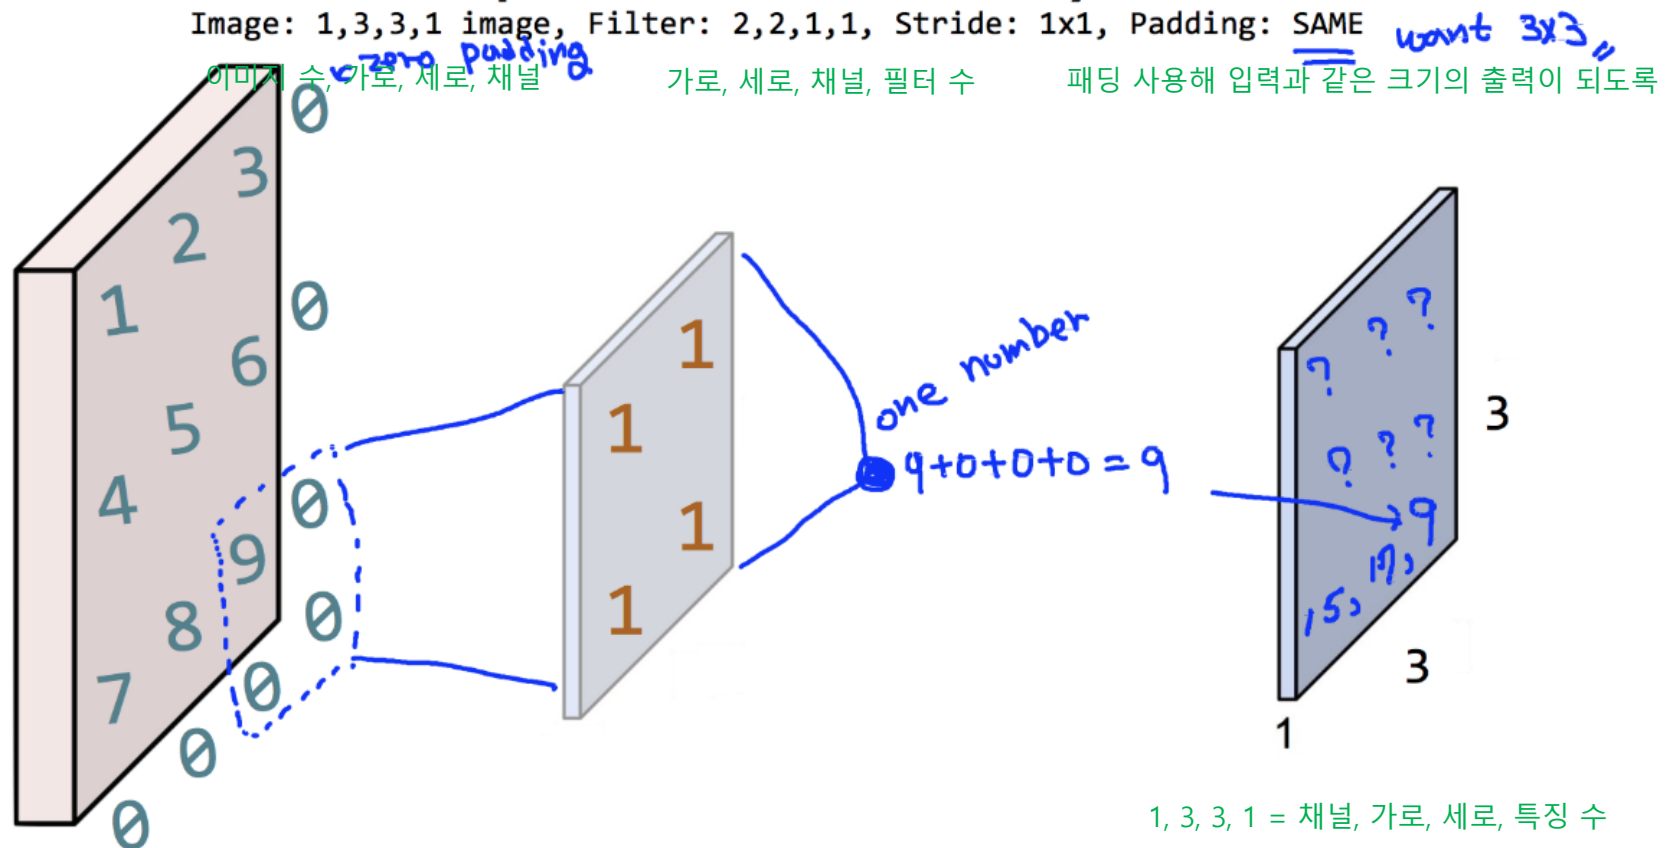 Image: 1,3,3,1 image, Filter: 2,2,1,1, Stride: 1x1, Padding: SAME
want 3x3
zero padding
이미지 수, 가로, 세로, 채널
가로, 세로, 채널, 필터 수
패딩 사용해 입력과 같은 크기의 출력이 되도록
1 2 3 0
4 5 6 0
7 8 9 0
0 0 0 0
1 1
1 1
one number
9+0+0+0=9
? ? ?
? ? ?
15, 17, 9
3
3
1
1, 3, 3, 1 = 채널, 가로, 세로, 특징 수